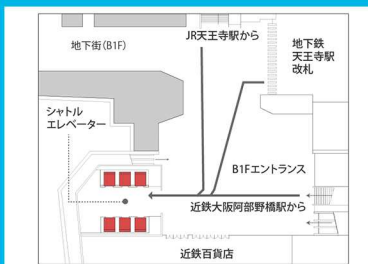 地下街(B1F)
JR天王寺駅から
地下鉄
天王寺駅
改札
シャトル
エレベーター
B1Fエントランス
近鉄大阪阿部野橋駅から
近鉄百貨店